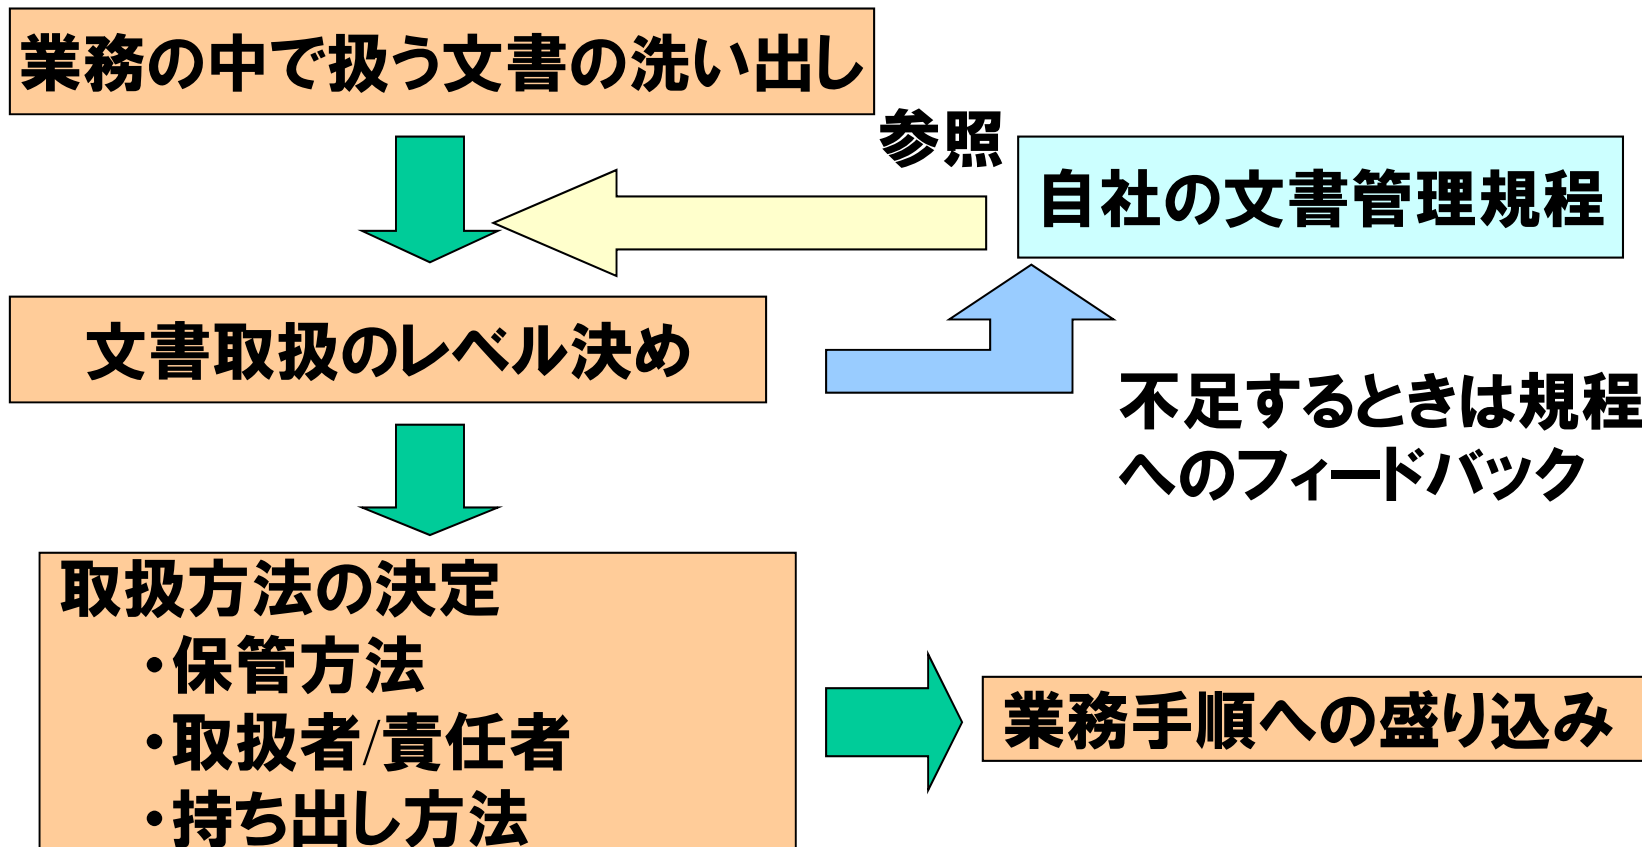 業務の中で扱う文書の洗い出し
参照
自社の文書管理規程
文書取扱のレベル決め
不足するときは規程
へのフィードバック
取扱方法の決定
・保管方法
・取扱者/責任者
・持ち出し方法
業務手順への盛り込み